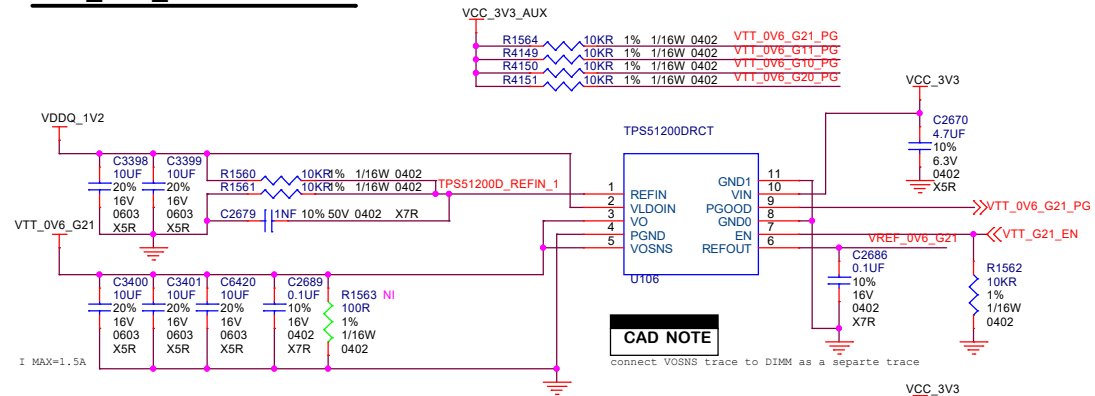 VCC_3V3_AUX
R1564 10KR 1% 1/16W 0402 VTT_0V6_G21_PG
R4149 10KR 1% 1/16W 0402 VTT_0V6_G11_PG
R4150 10KR 1% 1/16W 0402 VTT_0V6_G10_PG
R4151 10KR 1% 1/16W 0402 VTT_0V6_G20_PG
VCC_3V3
C2670
4.7UF
10%
6.3V
0402
X5R
VDDQ_1V2
C3398
10UF
20%
16V
0603
X5R
C3399
10UF
20%
16V
0603
X5R
R1560 10KR 1% 1/16W 0402
R1561 10KR 1% 1/16W 0402
C2679 1NF 10% 50V 0402 X7R
TPS51200D_REFIN_1
TPS51200DRCT
1 REFIN
2 VLDOIN
3 VO
4 PGND
5 VOSNS
GND1 11
VIN 10
PGOOD 9
GND0 8
EN 7
REFOUT 6
U106
VTT_0V6_G21_PG
VTT_G21_EN
VREF_0V6_G21
C2686
0.1UF
10%
16V
0402
X7R
R1562
10KR
1%
1/16W
0402
VTT_0V6_G21
C3400
10UF
20%
16V
0603
X5R
C3401
10UF
20%
16V
0603
X5R
C6420
10UF
20%
16V
0603
X5R
C2689
0.1UF
10%
16V
0402
X7R
R1563 NI
100R
1%
1/16W
0402
I MAX=1.5A
CAD NOTE
connect VOSNS trace to DIMM as a separte trace
VCC_3V3